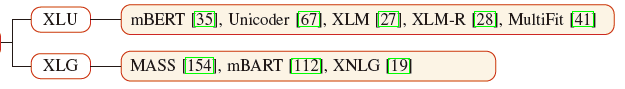 XLU mBERT [35], Unicoder [67], XLM [27], XLM-R [28], MultiFit [41]
XLG MASS [154], mBART [112], XNLG [19]